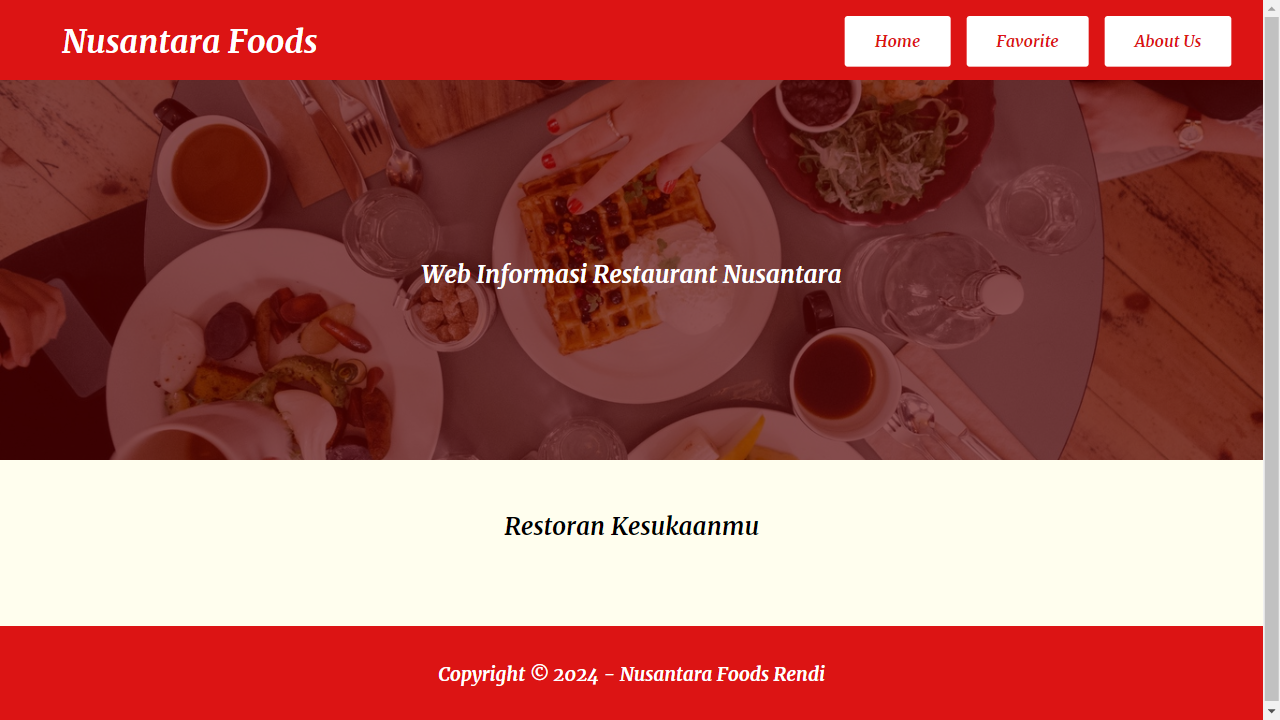 Nusantara Foods
Home
Favorite
About Us
Web Informasi Restaurant Nusantara
Restoran Kesukaanmu
Copyright © 2024 - Nusantara Foods Rendi